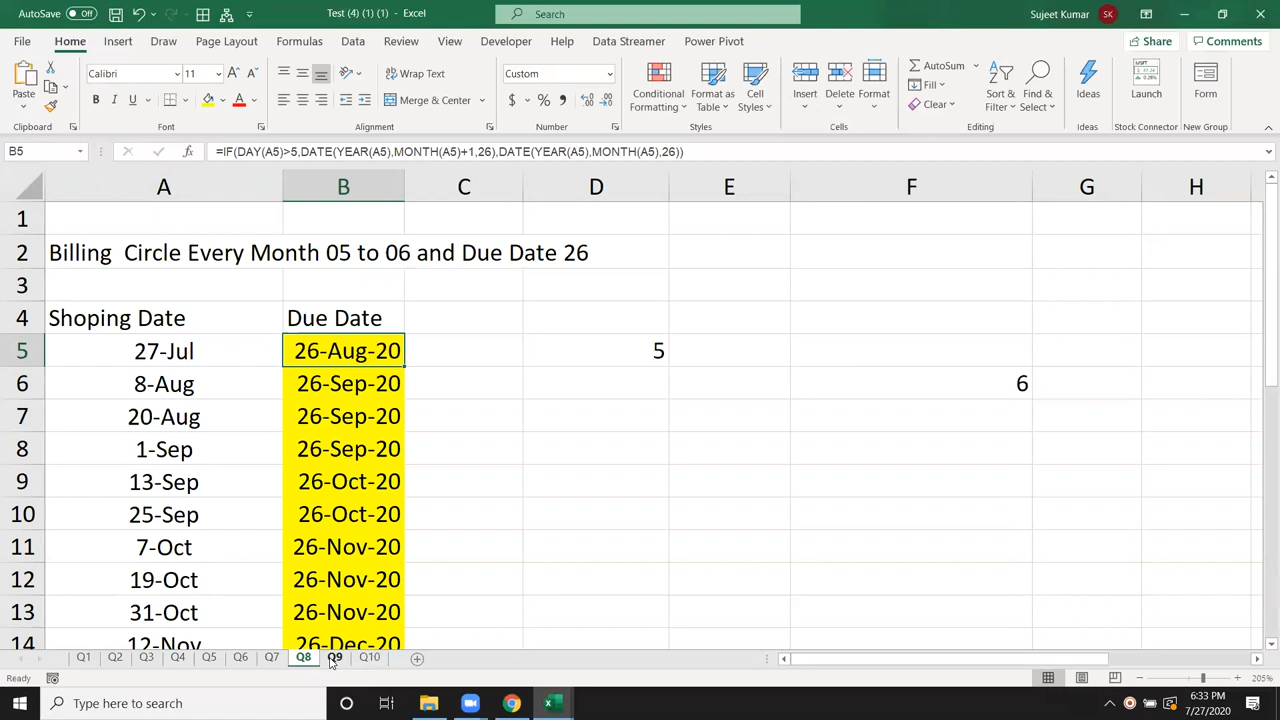 AutoSave Off Test (4) (1) (1) - Excel Search Sujeet Kumar SK
File Home Insert Draw Page Layout Formulas Data Review View Developer Help Data Streamer Power Pivot Share Comments
Paste Calibri 11 A A Wrap Text Custom Conditional Formatting Format as Table Cell Styles Insert Delete Format AutoSum Fill Clear Sort & Filter Find & Select Ideas Launch Form
B I U A Merge & Center $ %
Clipboard Font Alignment Number Styles Cells Editing Ideas Stock Connector New Group
B5 fx =IF(DAY(A5)>5,DATE(YEAR(A5),MONTH(A5)+1,26),DATE(YEAR(A5),MONTH(A5),26))
A B C D E F G H
1
2 Billing Circle Every Month 05 to 06 and Due Date 26
3
4 Shoping Date Due Date
5 27-Jul 26-Aug-20 5
6 8-Aug 26-Sep-20 6
7 20-Aug 26-Sep-20
8 1-Sep 26-Sep-20
9 13-Sep 26-Oct-20
10 25-Sep 26-Oct-20
11 7-Oct 26-Nov-20
12 19-Oct 26-Nov-20
13 31-Oct 26-Nov-20
14 12-Nov 26-Dec-20
Q1 Q2 Q3 Q4 Q5 Q6 Q7 Q8 Q9 Q10
Ready 205%
Type here to search 6:33 PM
7/27/2020